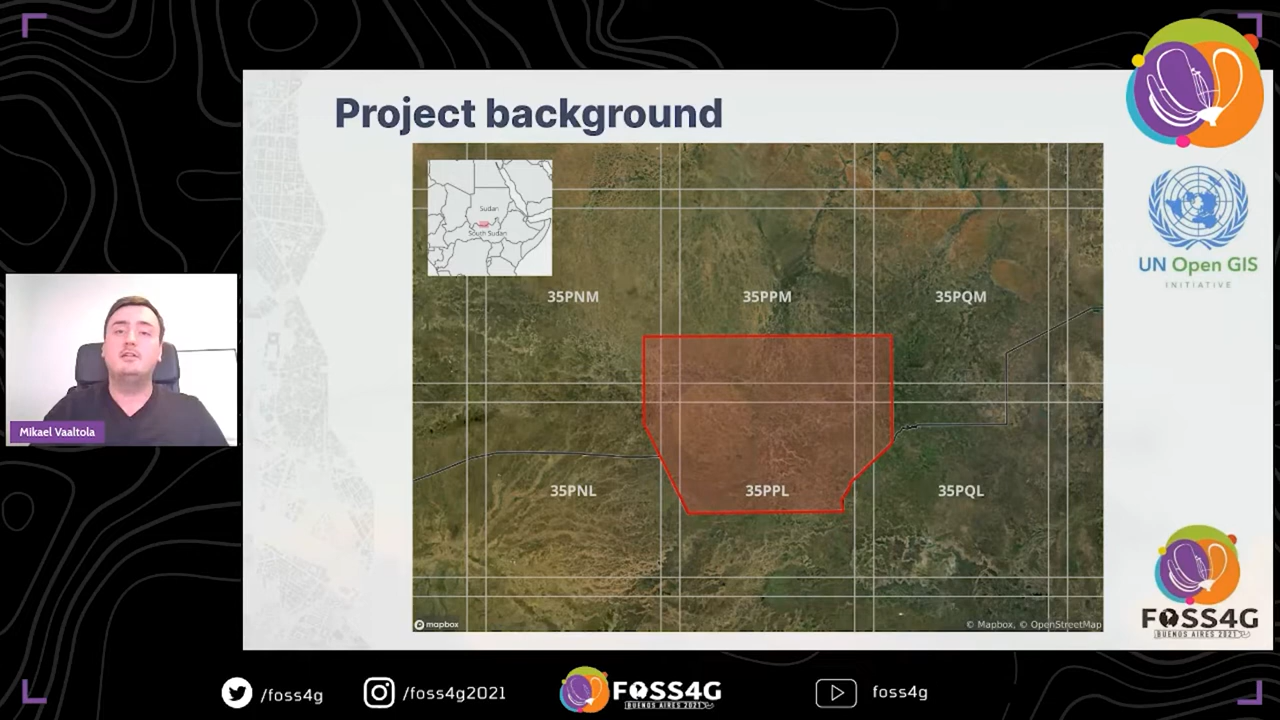 Project background
Sudan
South Sudan
35PNM
35PPM
35PQM
35PNL
35PPL
35PQL
mapbox
© Mapbox, © OpenStreetMap
Mikael Vaaltola
UN Open GIS
INITIATIVE
FOSS4G
BUENOS AIRES 2021
/foss4g
/foss4g2021
FOSS4G
BUENOS AIRES 2021
foss4g